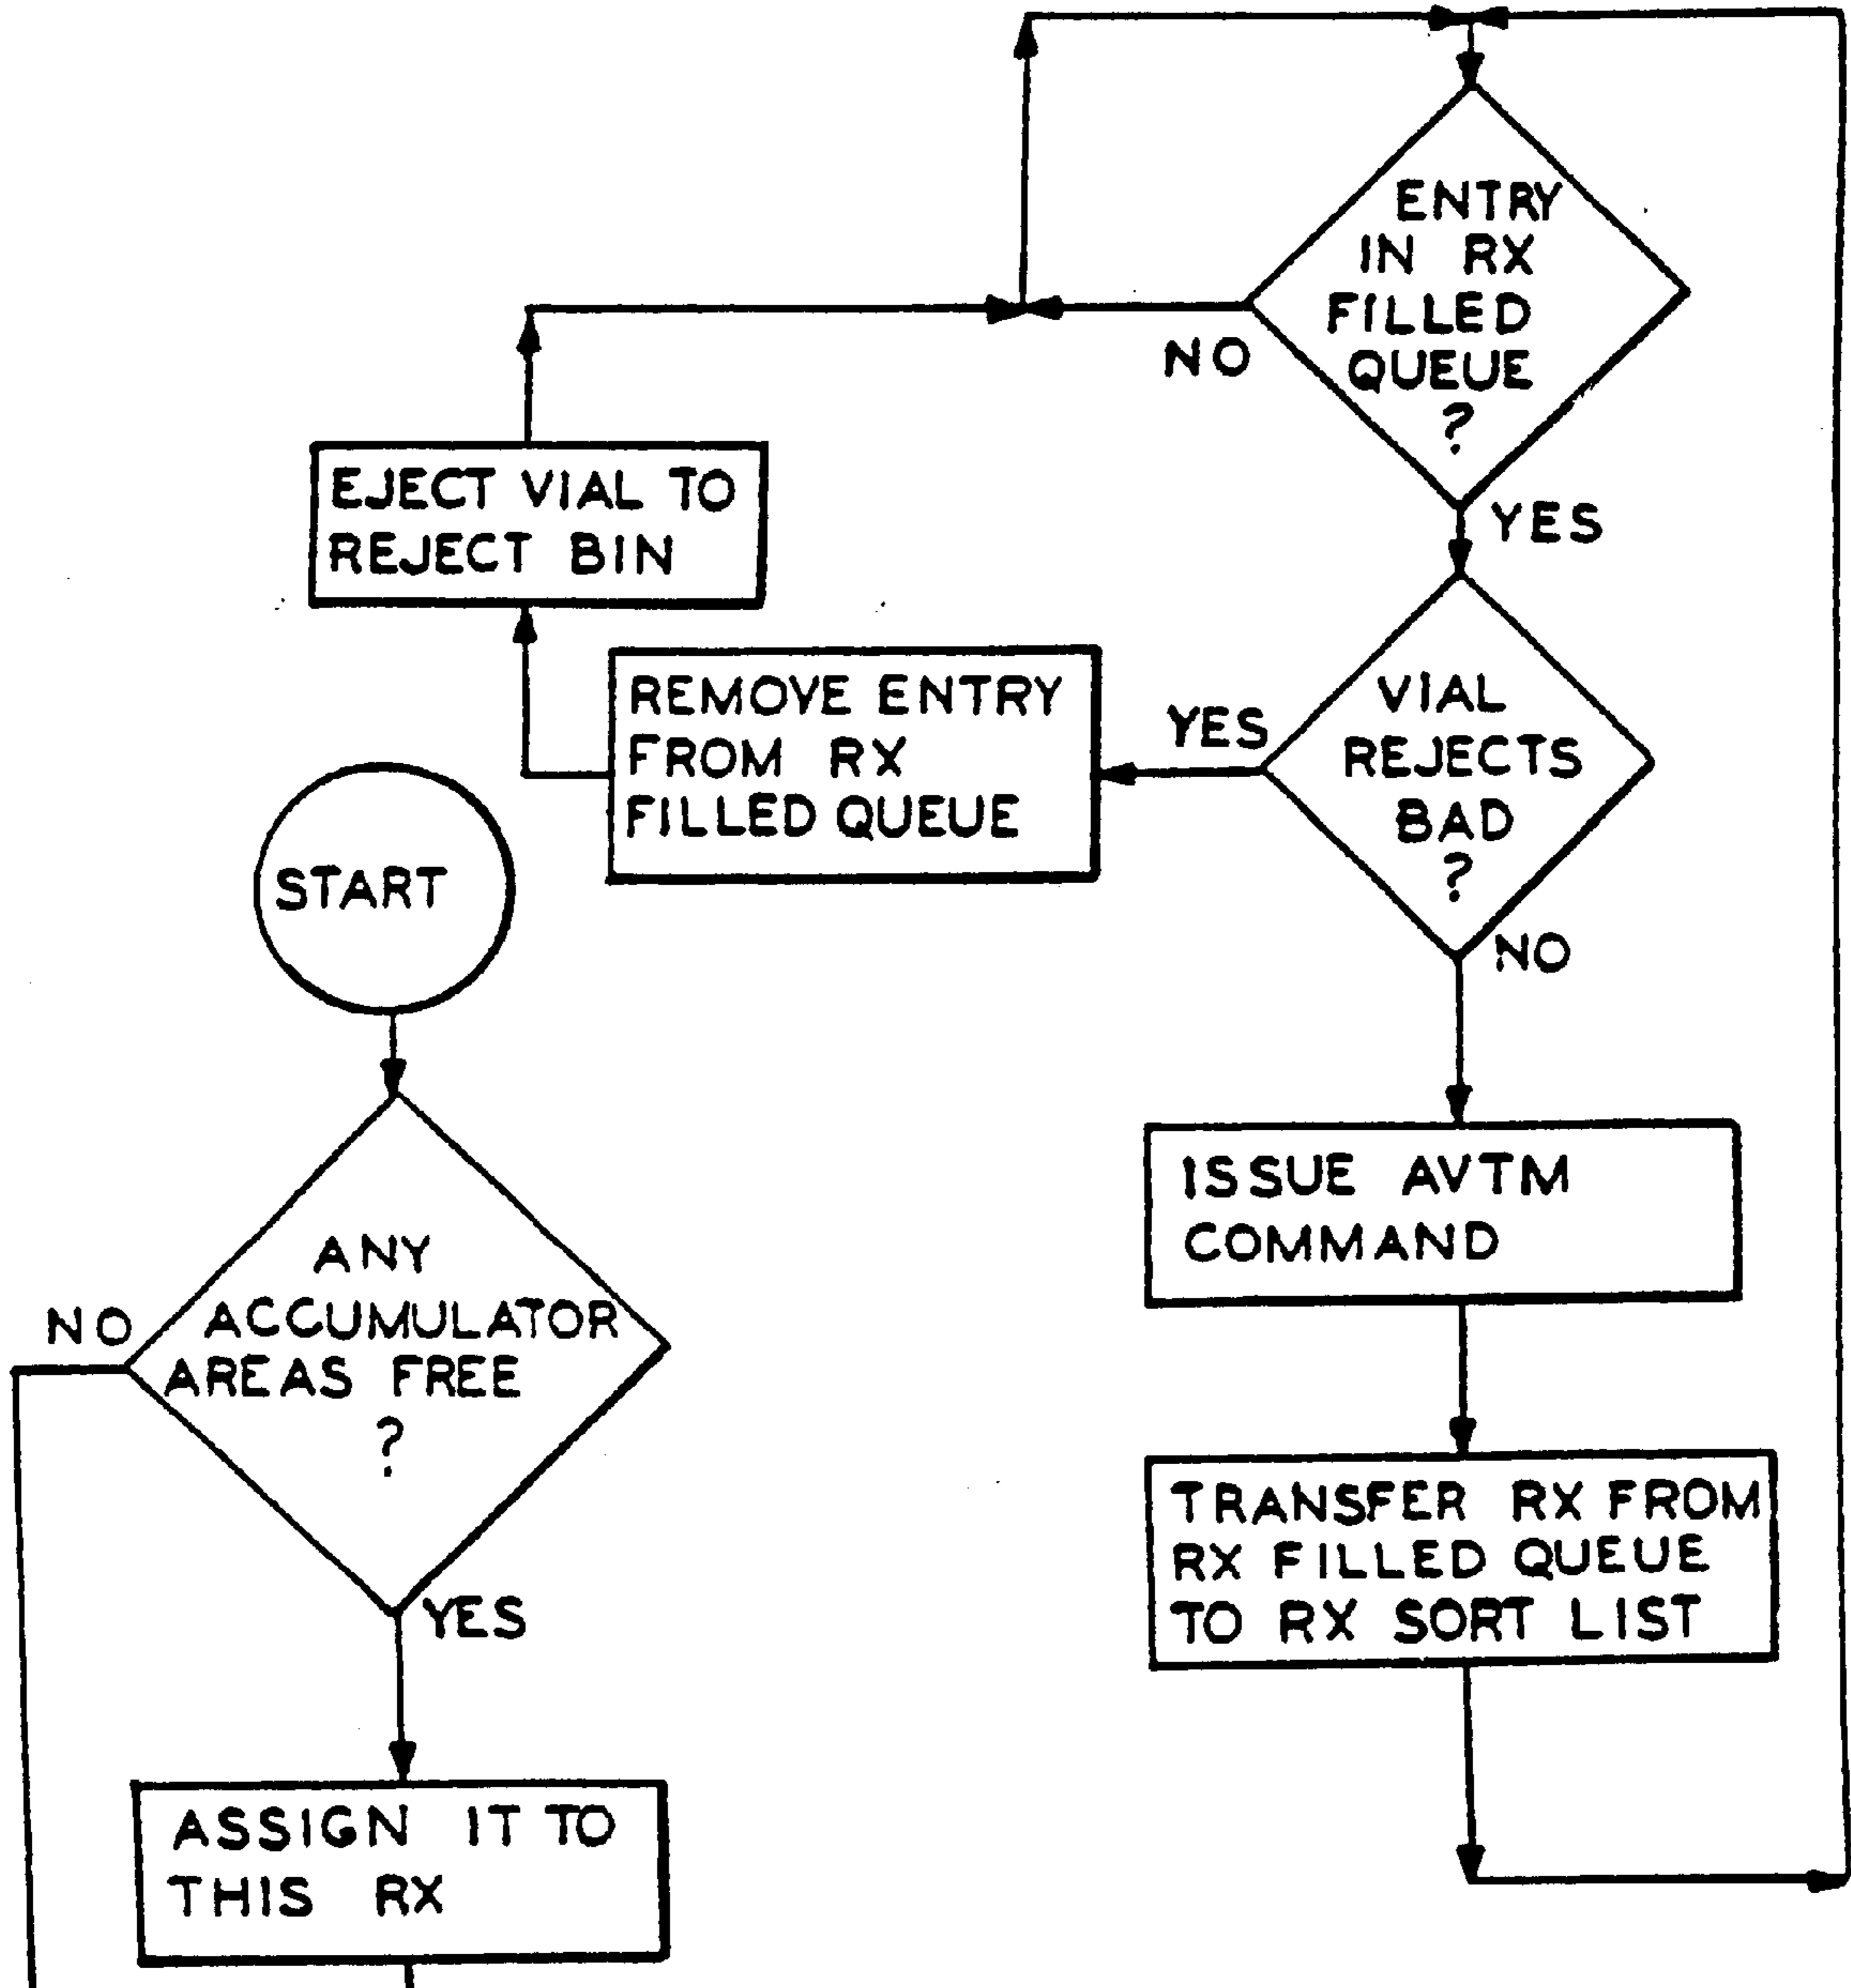 ENTRY
IN RX
FILLED
QUEUE
?
NO
YES
EJECT VIAL TO
REJECT BIN
REMOVE ENTRY
FROM RX
FILLED QUEUE
YES
VIAL
REJECTS
BAD
?
NO
START
ISSUE AVTM
COMMAND
ANY
ACCUMULATOR
AREAS FREE
?
NO
YES
TRANSFER RX FROM
RX FILLED QUEUE
TO RX SORT LIST
ASSIGN IT TO
THIS RX